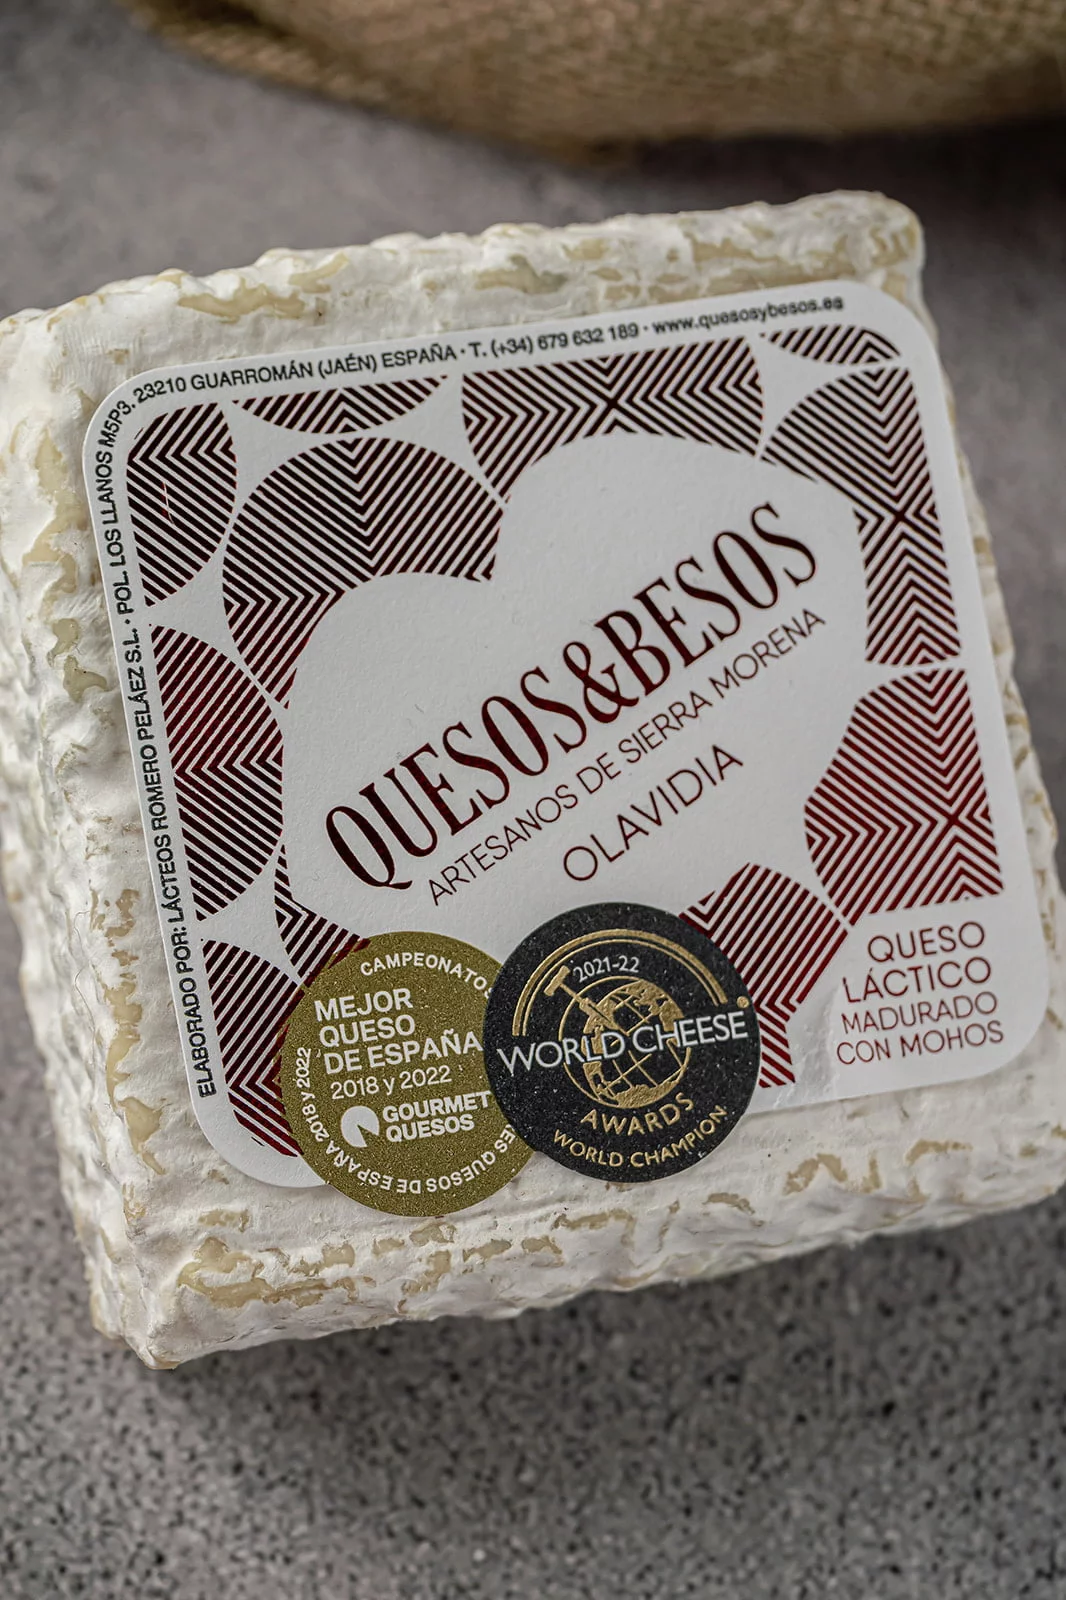 ELABORADO POR: LÁCTEOS ROMERO PELÁEZ S.L. · POL. LOS LLANOS M5P3. 23210 GUARROMÁN (JAÉN) ESPAÑA · T. (+34) 679 632 189 · www.quesosybesos.es
QUESOS&BESOS
ARTESANOS DE SIERRA MORENA
OLAVIDIA
CAMPEONATOS
MEJOR
QUESO
DE ESPAÑA
2018 y 2022
GOURMET
QUESOS
QUESOS DE ESPAÑA 2018 y 2022
2021-22
WORLD CHEESE
AWARDS
WORLD CHAMPION
QUESO
LÁCTICO
MADURADO
CON MOHOS